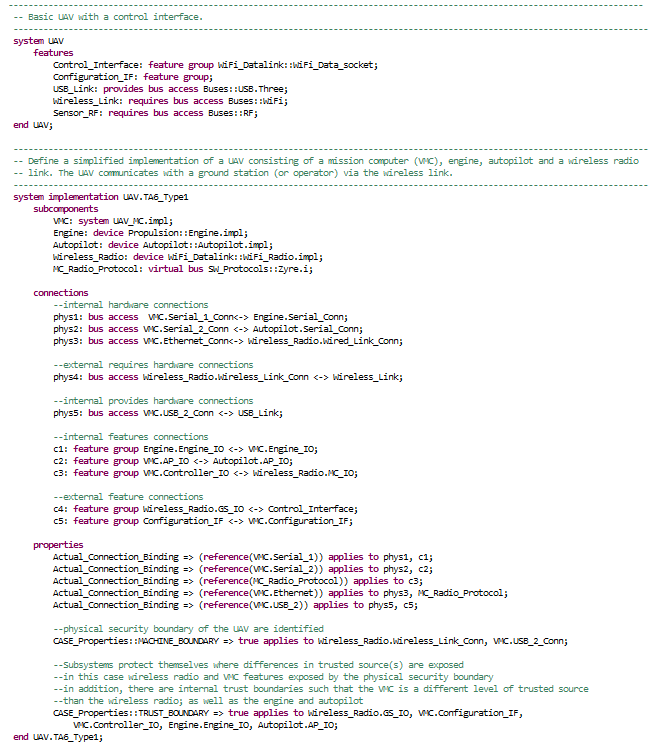 --------------------------------------------------------------------------------
-- Basic UAV with a control interface.
--------------------------------------------------------------------------------
system UAV
features
Control_Interface: feature group WiFi_Datalink::WiFi_Data_socket;
Configuration_IF: feature group;
USB_Link: provides bus access Buses::USB.Three;
Wireless_Link: requires bus access Buses::WiFi;
Sensor_RF: requires bus access Buses::RF;
end UAV;
--------------------------------------------------------------------------------
-- Define a simplified implementation of a UAV consisting of a mission computer (VMC), engine, autopilot and a wireless radio
-- link. The UAV communicates with a ground station (or operator) via the wireless link.
--------------------------------------------------------------------------------
system implementation UAV.TA6_Type1
subcomponents
VMC: system UAV_MC.impl;
Engine: device Propulsion::Engine.impl;
Autopilot: device Autopilot::Autopilot.impl;
Wireless_Radio: device WiFi_Datalink::WiFi_Radio.impl;
MC_Radio_Protocol: virtual bus SW_Protocols::Zyre.i;
connections
--internal hardware connections
phys1: bus access  VMC.Serial_1_Conn<-> Engine.Serial_Conn;
phys2: bus access VMC.Serial_2_Conn <-> Autopilot.Serial_Conn;
phys3: bus access VMC.Ethernet_Conn<-> Wireless_Radio.Wired_Link_Conn;
--external requires hardware connections
phys4: bus access Wireless_Radio.Wireless_Link_Conn <-> Wireless_Link;
--internal provides hardware connections
phys5: bus access VMC.USB_2_Conn <-> USB_Link;
--internal features connections
c1: feature group Engine.Engine_IO <-> VMC.Engine_IO;
c2: feature group VMC.AP_IO <-> Autopilot.AP_IO;
c3: feature group VMC.Controller_IO <-> Wireless_Radio.MC_IO;
--external feature connections
c4: feature group Wireless_Radio.GS_IO <-> Control_Interface;
c5: feature group Configuration_IF <-> VMC.Configuration_IF;
properties
Actual_Connection_Binding => (reference(VMC.Serial_1)) applies to phys1, c1;
Actual_Connection_Binding => (reference(VMC.Serial_2)) applies to phys2, c2;
Actual_Connection_Binding => (reference(MC_Radio_Protocol)) applies to c3;
Actual_Connection_Binding => (reference(VMC.Ethernet)) applies to phys3, MC_Radio_Protocol;
Actual_Connection_Binding => (reference(VMC.USB_2)) applies to phys5, c5;
--physical security boundary of the UAV are identified
CASE_Properties::MACHINE_BOUNDARY => true applies to Wireless_Radio.Wireless_Link_Conn, VMC.USB_2_Conn;
--Subsystems protect themselves where differences in trusted source(s) are exposed
--in this case wireless radio and VMC features exposed by the physical security boundary
--in addition, there are internal trust boundaries such that the VMC is a different level of trusted source
--than the wireless radio; as well as the engine and autopilot
CASE_Properties::TRUST_BOUNDARY => true applies to Wireless_Radio.GS_IO, VMC.Configuration_IF,
VMC.Controller_IO, Engine.Engine_IO, Autopilot.AP_IO;
end UAV.TA6_Type1;